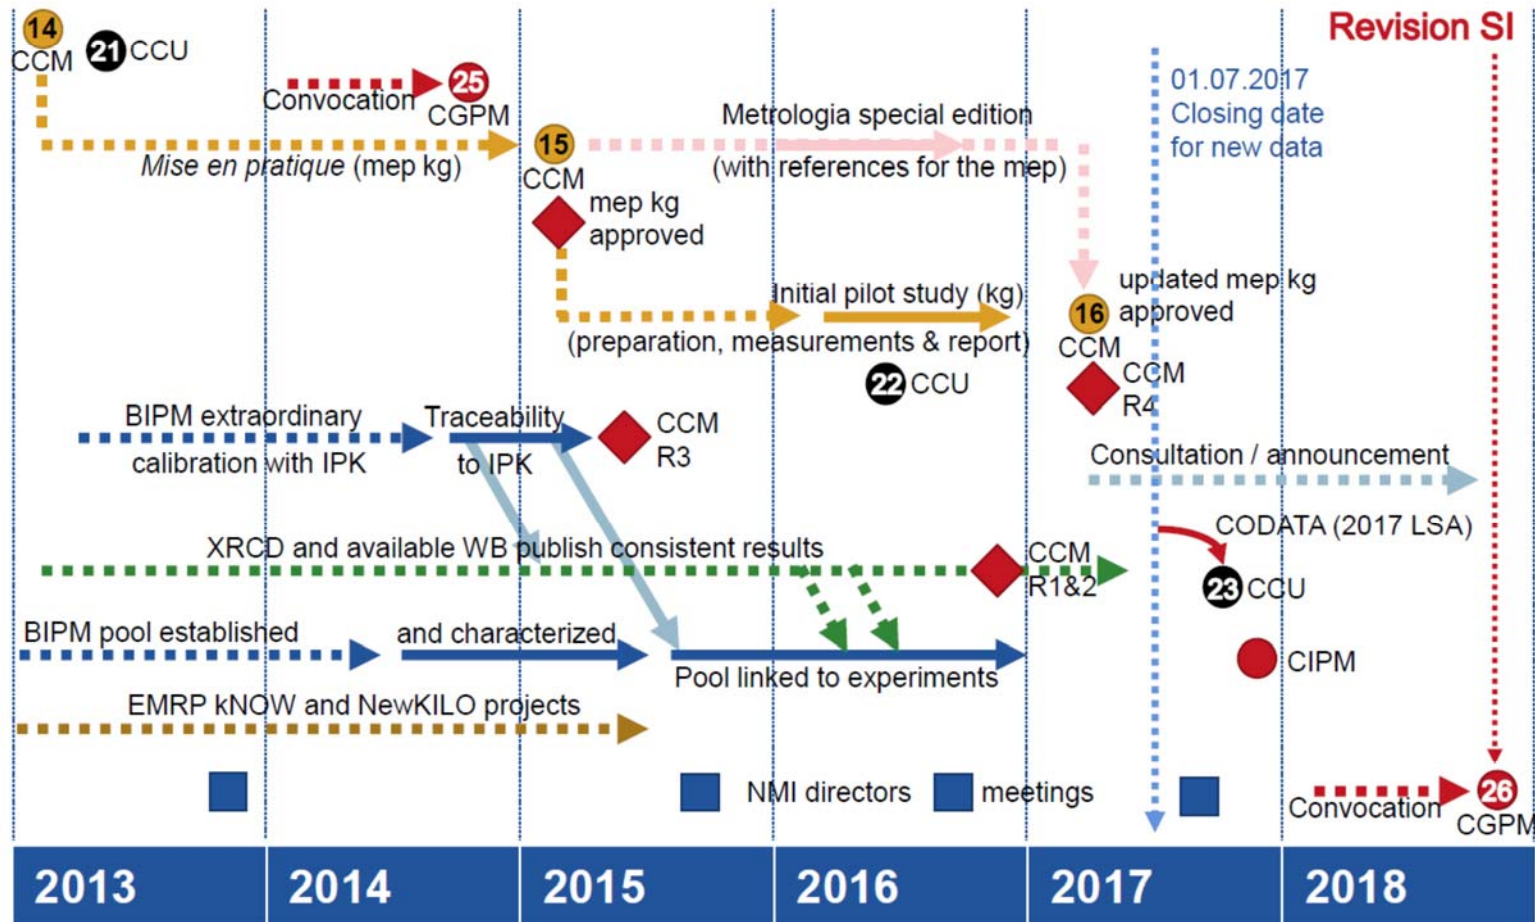 14
CCM
21 CCU
Revision SI
25
Convocation
CGPM
01.07.2017
Closing date
for new data
Mise en pratique (mep kg)
15
CCM
Metrologia special edition
(with references for the mep)
mep kg
approved
Initial pilot study (kg)
(preparation, measurements & report)
updated mep kg
approved
16
CCM
22 CCU
CCM
R4
BIPM extraordinary
calibration with IPK
Traceability
to IPK
CCM
R3
Consultation / announcement
XRCD and available WB publish consistent results
CCM
R1&2
CODATA (2017 LSA)
23 CCU
BIPM pool established
and characterized
Pool linked to experiments
CIPM
EMRP kNOW and NewKILO projects
NMI directors
meetings
Convocation
26
CGPM
2013
2014
2015
2016
2017
2018